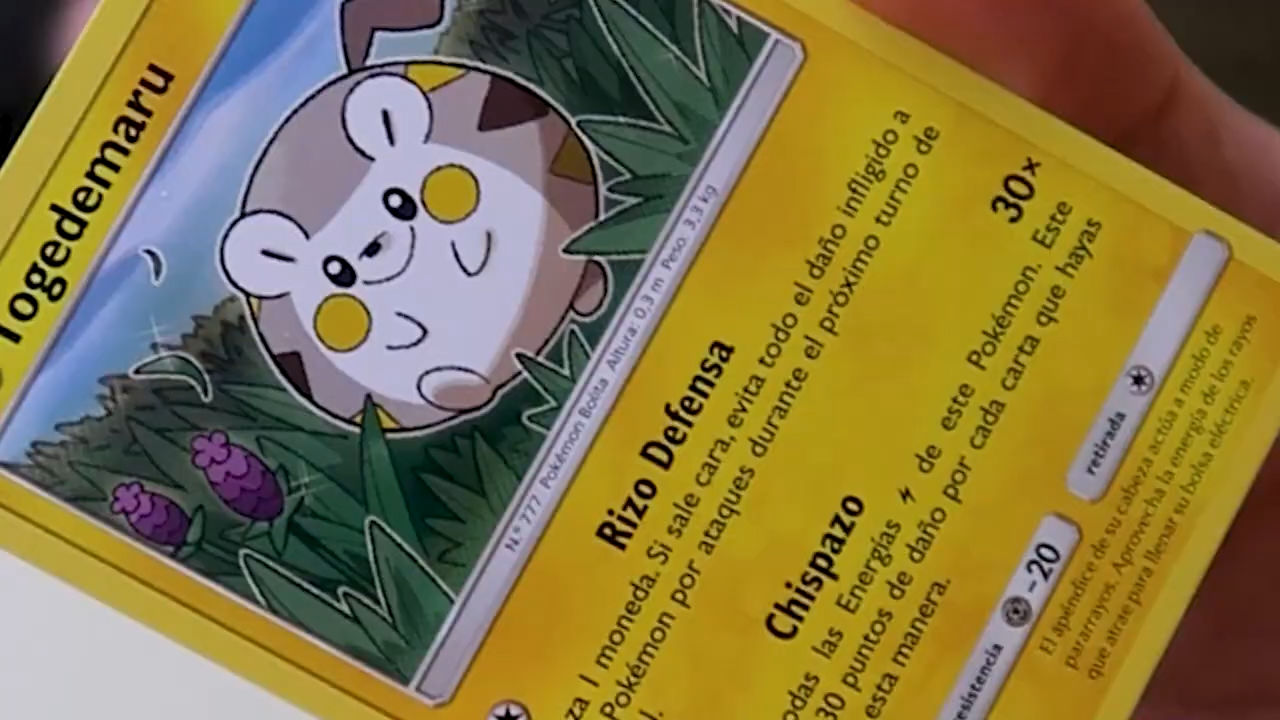 Togedemaru
N.º 777 Pokémon Bolita Altura: 0,3 m Peso: 3,3 kg
Rizo Defensa
1 moneda. Si sale cara, evita todo el daño infligido a
Pokémon por ataques durante el próximo turno de
Chispazo 30×
las Energías de este Pokémon. Este
30 puntos de daño por cada carta que hayas
esta manera.
resistencia -20
retirada
El apéndice de su cabeza actúa a modo de
pararrayos. Aprovecha la energía de los rayos
que atrae para llenar su bolsa eléctrica.